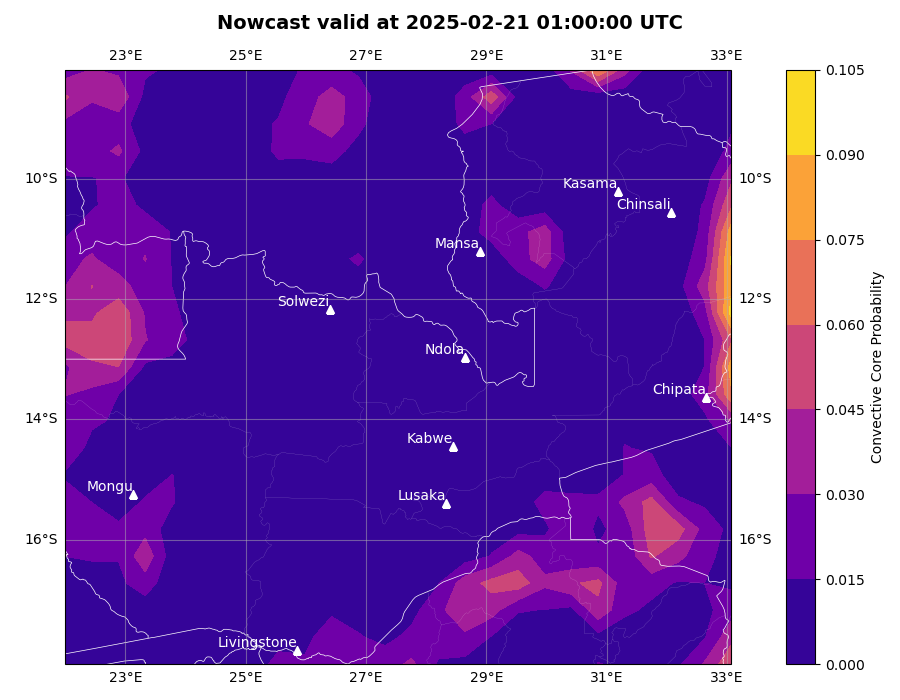 Nowcast valid at 2025-02-21 01:00:00 UTC
23°E 25°E 27°E 29°E 31°E 33°E
0.105
0.090
10°S Kasama 10°S
Chinsali
Mansa 0.075
12°S Solwezi 12°S
0.060
Ndola
Chipata
0.045
14°S 14°S
Kabwe
Mongu Lusaka 0.030
16°S 16°S
0.015
Livingstone
0.000
23°E 25°E 27°E 29°E 31°E 33°E
Convective Core Probability